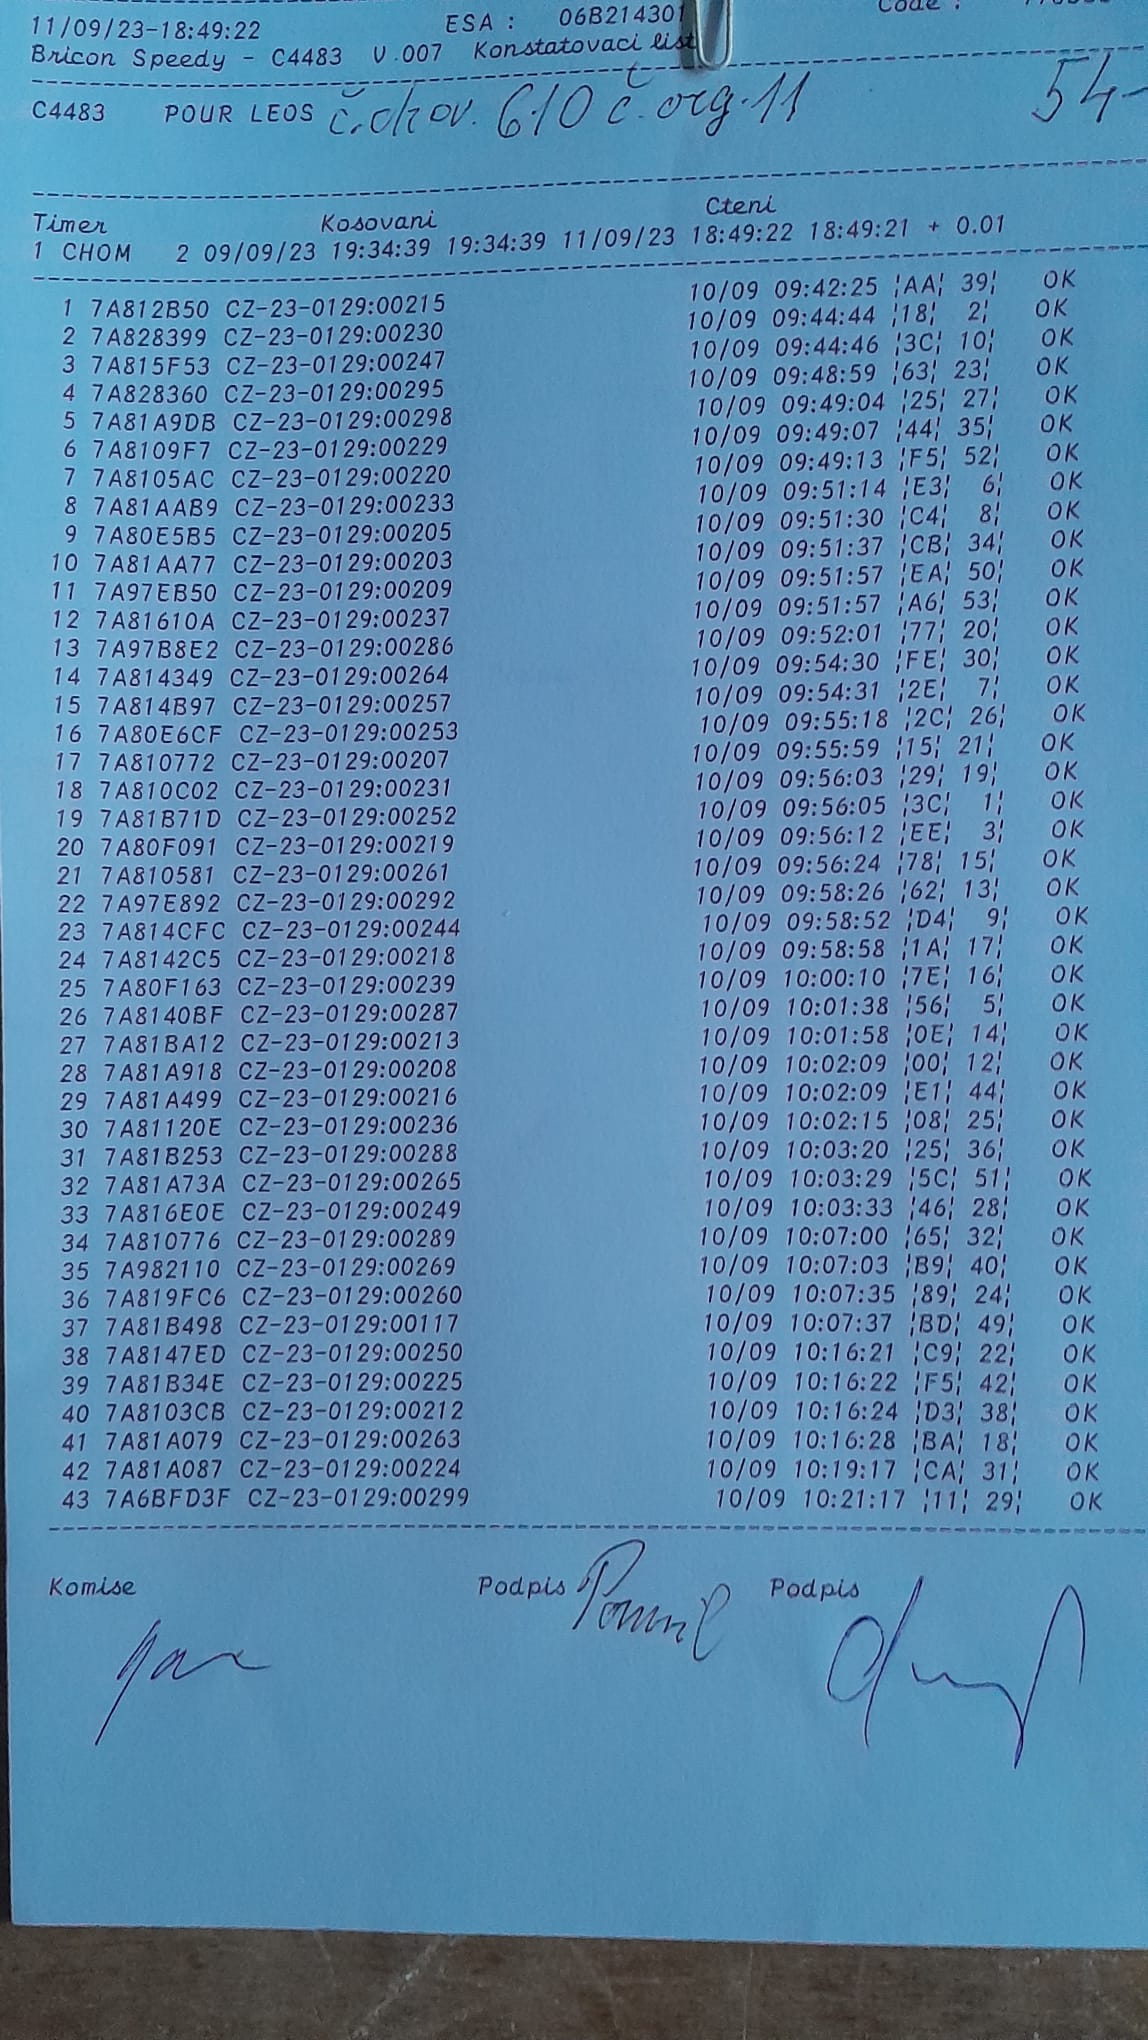 11/09/23-18:49:22 ESA : 06B214301 Code :
Bricon Speedy - C4483 V.007 Konstatovaci list
C4483 POUR LEOS č.chov. 610 č. org. 11 54-
Timer Kosovani Cteni
1 CHOM 2 09/09/23 19:34:39 19:34:39 11/09/23 18:49:22 18:49:21 + 0.01
1 7A812B50 CZ-23-0129:00215 10/09 09:42:25 ¦AA¦ 39¦ OK
2 7A828399 CZ-23-0129:00230 10/09 09:44:44 ¦18¦ 2¦ OK
3 7A815F53 CZ-23-0129:00247 10/09 09:44:46 ¦3C¦ 10¦ OK
4 7A828360 CZ-23-0129:00295 10/09 09:48:59 ¦63¦ 23¦ OK
5 7A81A9DB CZ-23-0129:00298 10/09 09:49:04 ¦25¦ 27¦ OK
6 7A8109F7 CZ-23-0129:00229 10/09 09:49:07 ¦44¦ 35¦ OK
7 7A8105AC CZ-23-0129:00220 10/09 09:49:13 ¦F5¦ 52¦ OK
8 7A81AAB9 CZ-23-0129:00233 10/09 09:51:14 ¦E3¦ 6¦ OK
9 7A80E5B5 CZ-23-0129:00205 10/09 09:51:30 ¦C4¦ 8¦ OK
10 7A81AA77 CZ-23-0129:00203 10/09 09:51:37 ¦CB¦ 34¦ OK
11 7A97EB50 CZ-23-0129:00209 10/09 09:51:57 ¦EA¦ 50¦ OK
12 7A81610A CZ-23-0129:00237 10/09 09:51:57 ¦A6¦ 53¦ OK
13 7A97B8E2 CZ-23-0129:00286 10/09 09:52:01 ¦77¦ 20¦ OK
14 7A814349 CZ-23-0129:00264 10/09 09:54:30 ¦FE¦ 30¦ OK
15 7A814B97 CZ-23-0129:00257 10/09 09:54:31 ¦2E¦ 7¦ OK
16 7A80E6CF CZ-23-0129:00253 10/09 09:55:18 ¦2C¦ 26¦ OK
17 7A810772 CZ-23-0129:00207 10/09 09:55:59 ¦15¦ 21¦ OK
18 7A810C02 CZ-23-0129:00231 10/09 09:56:03 ¦29¦ 19¦ OK
19 7A81B71D CZ-23-0129:00252 10/09 09:56:05 ¦3C¦ 1¦ OK
20 7A80F091 CZ-23-0129:00219 10/09 09:56:12 ¦EE¦ 3¦ OK
21 7A810581 CZ-23-0129:00261 10/09 09:56:24 ¦78¦ 15¦ OK
22 7A97E892 CZ-23-0129:00292 10/09 09:58:26 ¦62¦ 13¦ OK
23 7A814CFC CZ-23-0129:00244 10/09 09:58:52 ¦D4¦ 9¦ OK
24 7A8142C5 CZ-23-0129:00218 10/09 09:58:58 ¦1A¦ 17¦ OK
25 7A80F163 CZ-23-0129:00239 10/09 10:00:10 ¦7E¦ 16¦ OK
26 7A8140BF CZ-23-0129:00287 10/09 10:01:38 ¦56¦ 5¦ OK
27 7A81BA12 CZ-23-0129:00213 10/09 10:01:58 ¦0E¦ 14¦ OK
28 7A81A918 CZ-23-0129:00208 10/09 10:02:09 ¦00¦ 12¦ OK
29 7A81A499 CZ-23-0129:00216 10/09 10:02:09 ¦E1¦ 44¦ OK
30 7A81120E CZ-23-0129:00236 10/09 10:02:15 ¦08¦ 25¦ OK
31 7A81B253 CZ-23-0129:00288 10/09 10:03:20 ¦25¦ 36¦ OK
32 7A81A73A CZ-23-0129:00265 10/09 10:03:29 ¦5C¦ 51¦ OK
33 7A816E0E CZ-23-0129:00249 10/09 10:03:33 ¦46¦ 28¦ OK
34 7A810776 CZ-23-0129:00289 10/09 10:07:00 ¦65¦ 32¦ OK
35 7A982110 CZ-23-0129:00269 10/09 10:07:03 ¦B9¦ 40¦ OK
36 7A819FC6 CZ-23-0129:00260 10/09 10:07:35 ¦89¦ 24¦ OK
37 7A81B498 CZ-23-0129:00117 10/09 10:07:37 ¦BD¦ 49¦ OK
38 7A8147ED CZ-23-0129:00250 10/09 10:16:21 ¦C9¦ 22¦ OK
39 7A81B34E CZ-23-0129:00225 10/09 10:16:22 ¦F5¦ 42¦ OK
40 7A8103CB CZ-23-0129:00212 10/09 10:16:24 ¦D3¦ 38¦ OK
41 7A81A079 CZ-23-0129:00263 10/09 10:16:28 ¦BA¦ 18¦ OK
42 7A81A087 CZ-23-0129:00224 10/09 10:19:17 ¦CA¦ 31¦ OK
43 7A6BFD3F CZ-23-0129:00299 10/09 10:21:17 ¦11¦ 29¦ OK
Komise Podpis Podpis